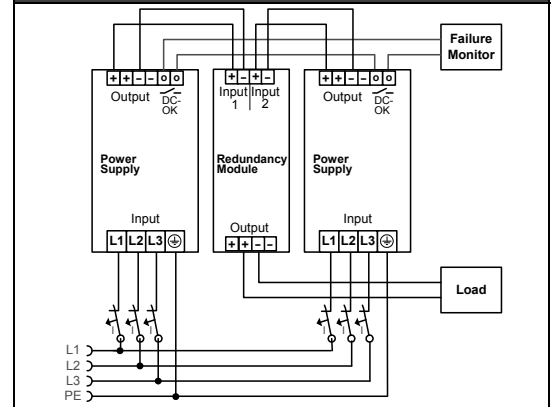 Failure
Monitor
+ + – – o o
+ – + –
+ + – – o o
Output
DC-
OK
Input
1
Input
2
Output
DC-
OK
Power
Supply
Redundancy
Module
Power
Supply
Input
L1 L2 L3
Output
+ + – –
Input
L1 L2 L3
Load
I
I
I
I
I
I
L1
L2
L3
PE